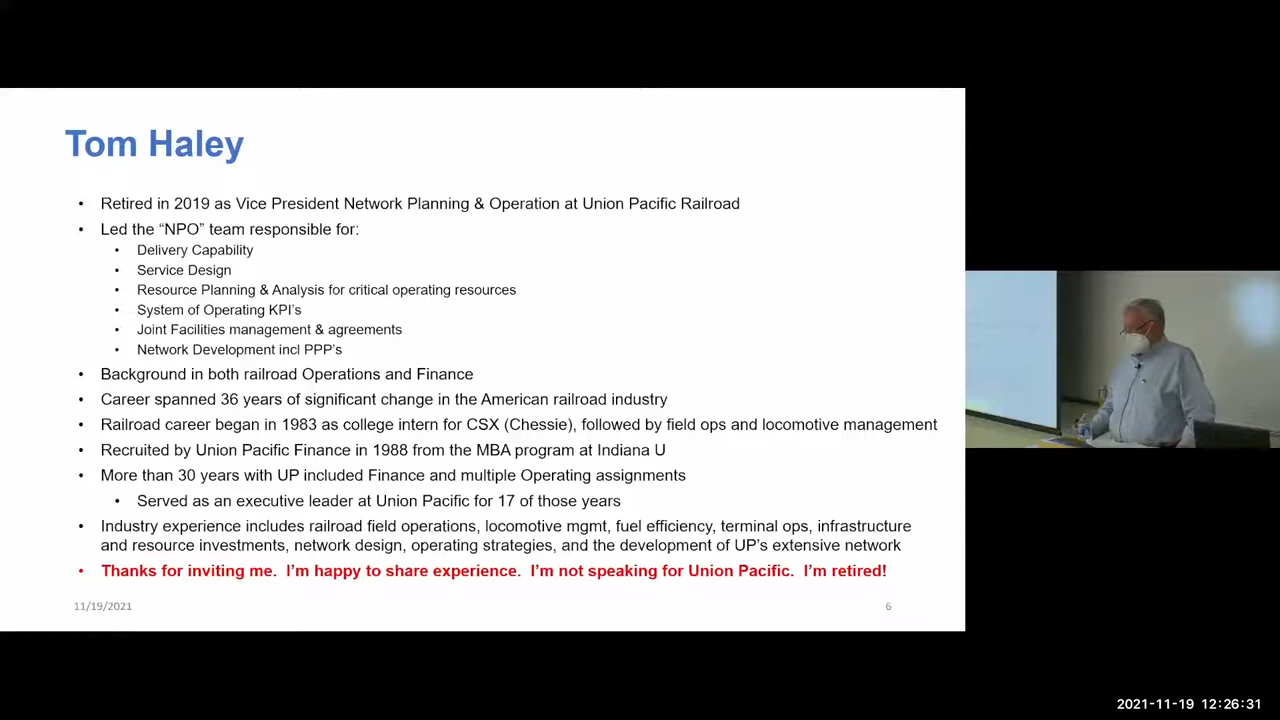 Tom Haley
• Retired in 2019 as Vice President Network Planning & Operation at Union Pacific Railroad
• Led the “NPO” team responsible for:
• Delivery Capability
• Service Design
• Resource Planning & Analysis for critical operating resources
• System of Operating KPI’s
• Joint Facilities management & agreements
• Network Development incl PPP’s
• Background in both railroad Operations and Finance
• Career spanned 36 years of significant change in the American railroad industry
• Railroad career began in 1983 as college intern for CSX (Chessie), followed by field ops and locomotive management
• Recruited by Union Pacific Finance in 1988 from the MBA program at Indiana U
• More than 30 years with UP included Finance and multiple Operating assignments
• Served as an executive leader at Union Pacific for 17 of those years
• Industry experience includes railroad field operations, locomotive mgmt, fuel efficiency, terminal ops, infrastructure
and resource investments, network design, operating strategies, and the development of UP’s extensive network
• Thanks for inviting me. I’m happy to share experience. I’m not speaking for Union Pacific. I’m retired!
11/19/2021
6
2021-11-19 12:26:31